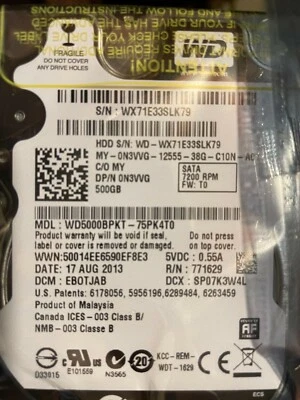 FRAGILE
DO NOT COVER
ANY DRIVE HOLES
WD
ATTENTION!
S/N: WX71E33SLK79
HDD S/N: WD - WX71E33SLK79
MY - 0N3VVG - 12555 - 38G - C10N - A0
C/O MY
DP/N 0N3VVG
500GB
SATA
7200 RPM
FW: T0
MDL: WD5000BPKT - 75PK4T0
Product warranty will be void if seal,
label or cover is removed or damaged.
Do not press
on top cover.
WWN: 50014EE6590EF8E3
5VDC: 0.55A
DATE: 17 AUG 2013
R/N: 771629
DCM: EBOTJAB
DCX: SP07K3W4L
U.S. Patents: 6178056, 5956196, 6289484, 6263459
Product of Malaysia
Canada ICES - 003 Class B/
NMB - 003 Classe B
D33615
E101559
N3565
20
KCC - REM -
WDT - 1629
ECS